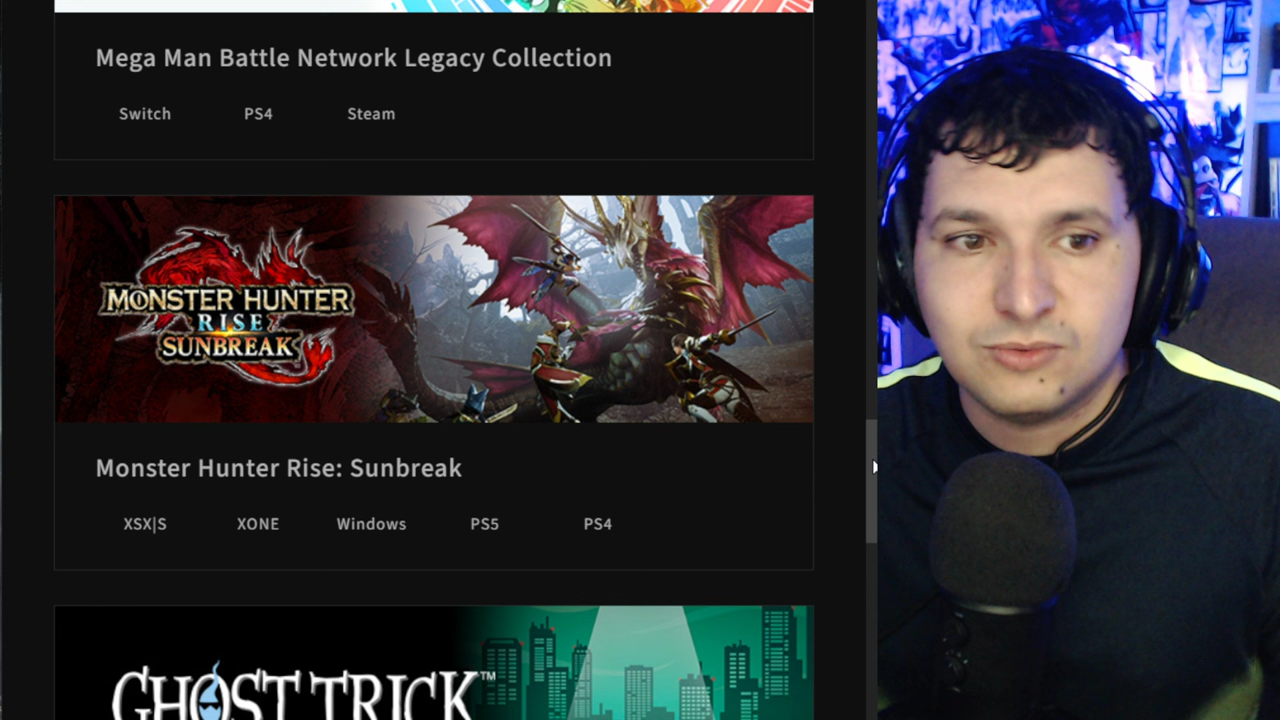 Mega Man Battle Network Legacy Collection
Switch PS4 Steam
MONSTER HUNTER
RISE
SUNBREAK
Monster Hunter Rise: Sunbreak
XSX|S XONE Windows PS5 PS4
GHOST TRICK™